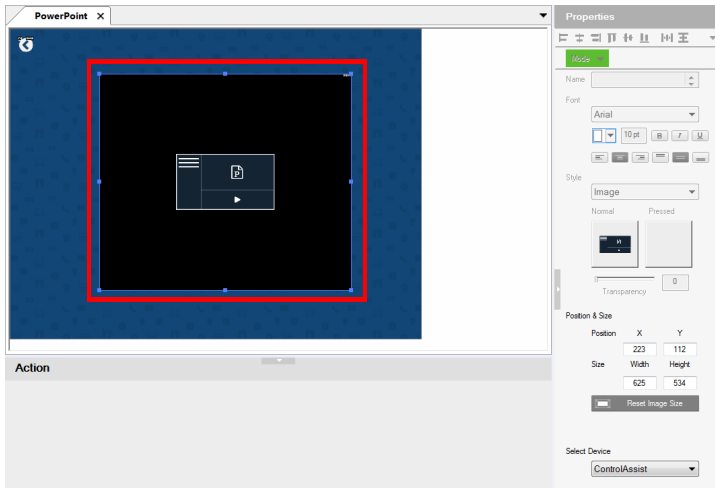 PowerPoint X
Properties
Mode
Name
Font
Arial
10 pt B I U
Style
Image
Normal Pressed
P
0
Transparency
Position & Size
Position X Y
223 112
Size Width Height
625 534
Reset Image Size
Action
Select Device
ControlAssist